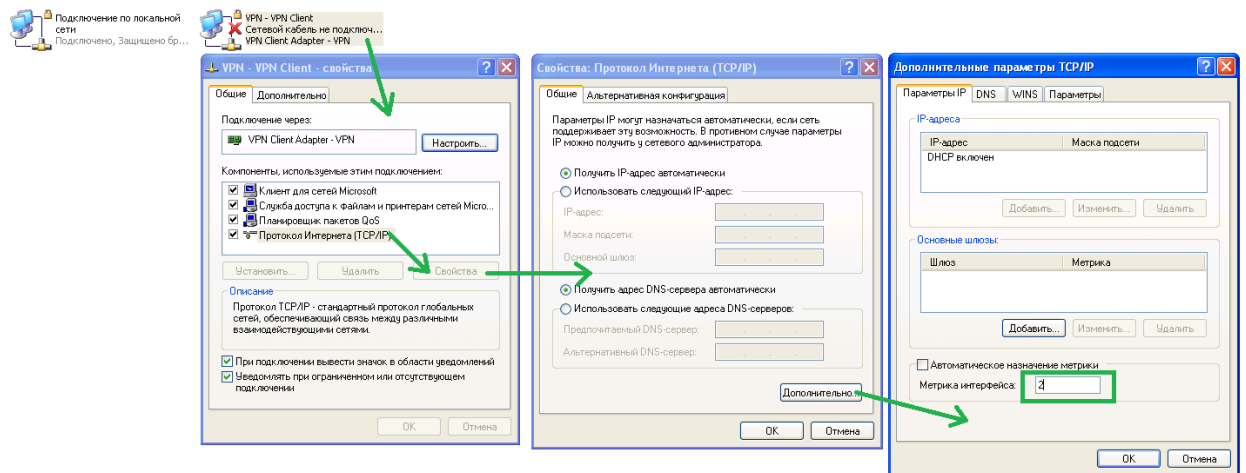 Подключение по локальной
сети
Подключено, Защищено бр...
VPN - VPN Client
Сетевой кабель не подключ...
VPN Client Adapter - VPN
VPN - VPN Client - свойства
Общие
Дополнительно
Подключение через:
VPN Client Adapter - VPN
Настроить...
Компоненты, используемые этим подключением:
Клиент для сетей Microsoft
Служба доступа к файлам и принтерам сетей Micro...
Планировщик пакетов QoS
Протокол Интернета (TCP/IP)
Установить...
Удалить
Свойства
Описание
Протокол TCP/IP - стандартный протокол глобальных
сетей, обеспечивающий связь между различными
взаимодействующими сетями.
При подключении вывести значок в области уведомлений
Уведомлять при ограниченном или отсутствующем
подключении
OK
Отмена
Свойства: Протокол Интернета (TCP/IP)
Общие
Альтернативная конфигурация
Параметры IP могут назначаться автоматически, если сеть
поддерживает эту возможность. В противном случае параметры
IP можно получить у сетевого администратора.
Получить IP-адрес автоматически
Использовать следующий IP-адрес:
IP-адрес:
Маска подсети:
Основной шлюз:
Получить адрес DNS-сервера автоматически
Использовать следующие адреса DNS-серверов:
Предпочитаемый DNS-сервер:
Альтернативный DNS-сервер:
Дополнительно...
OK
Отмена
Дополнительные параметры TCP/IP
Параметры IP
DNS
WINS
Параметры
IP-адреса
IP-адрес
Маска подсети
DHCP включен
Добавить...
Изменить...
Удалить
Основные шлюзы:
Шлюз
Метрика
Добавить...
Изменить...
Удалить
Автоматическое назначение метрики
Метрика интерфейса:
2
OK
Отмена